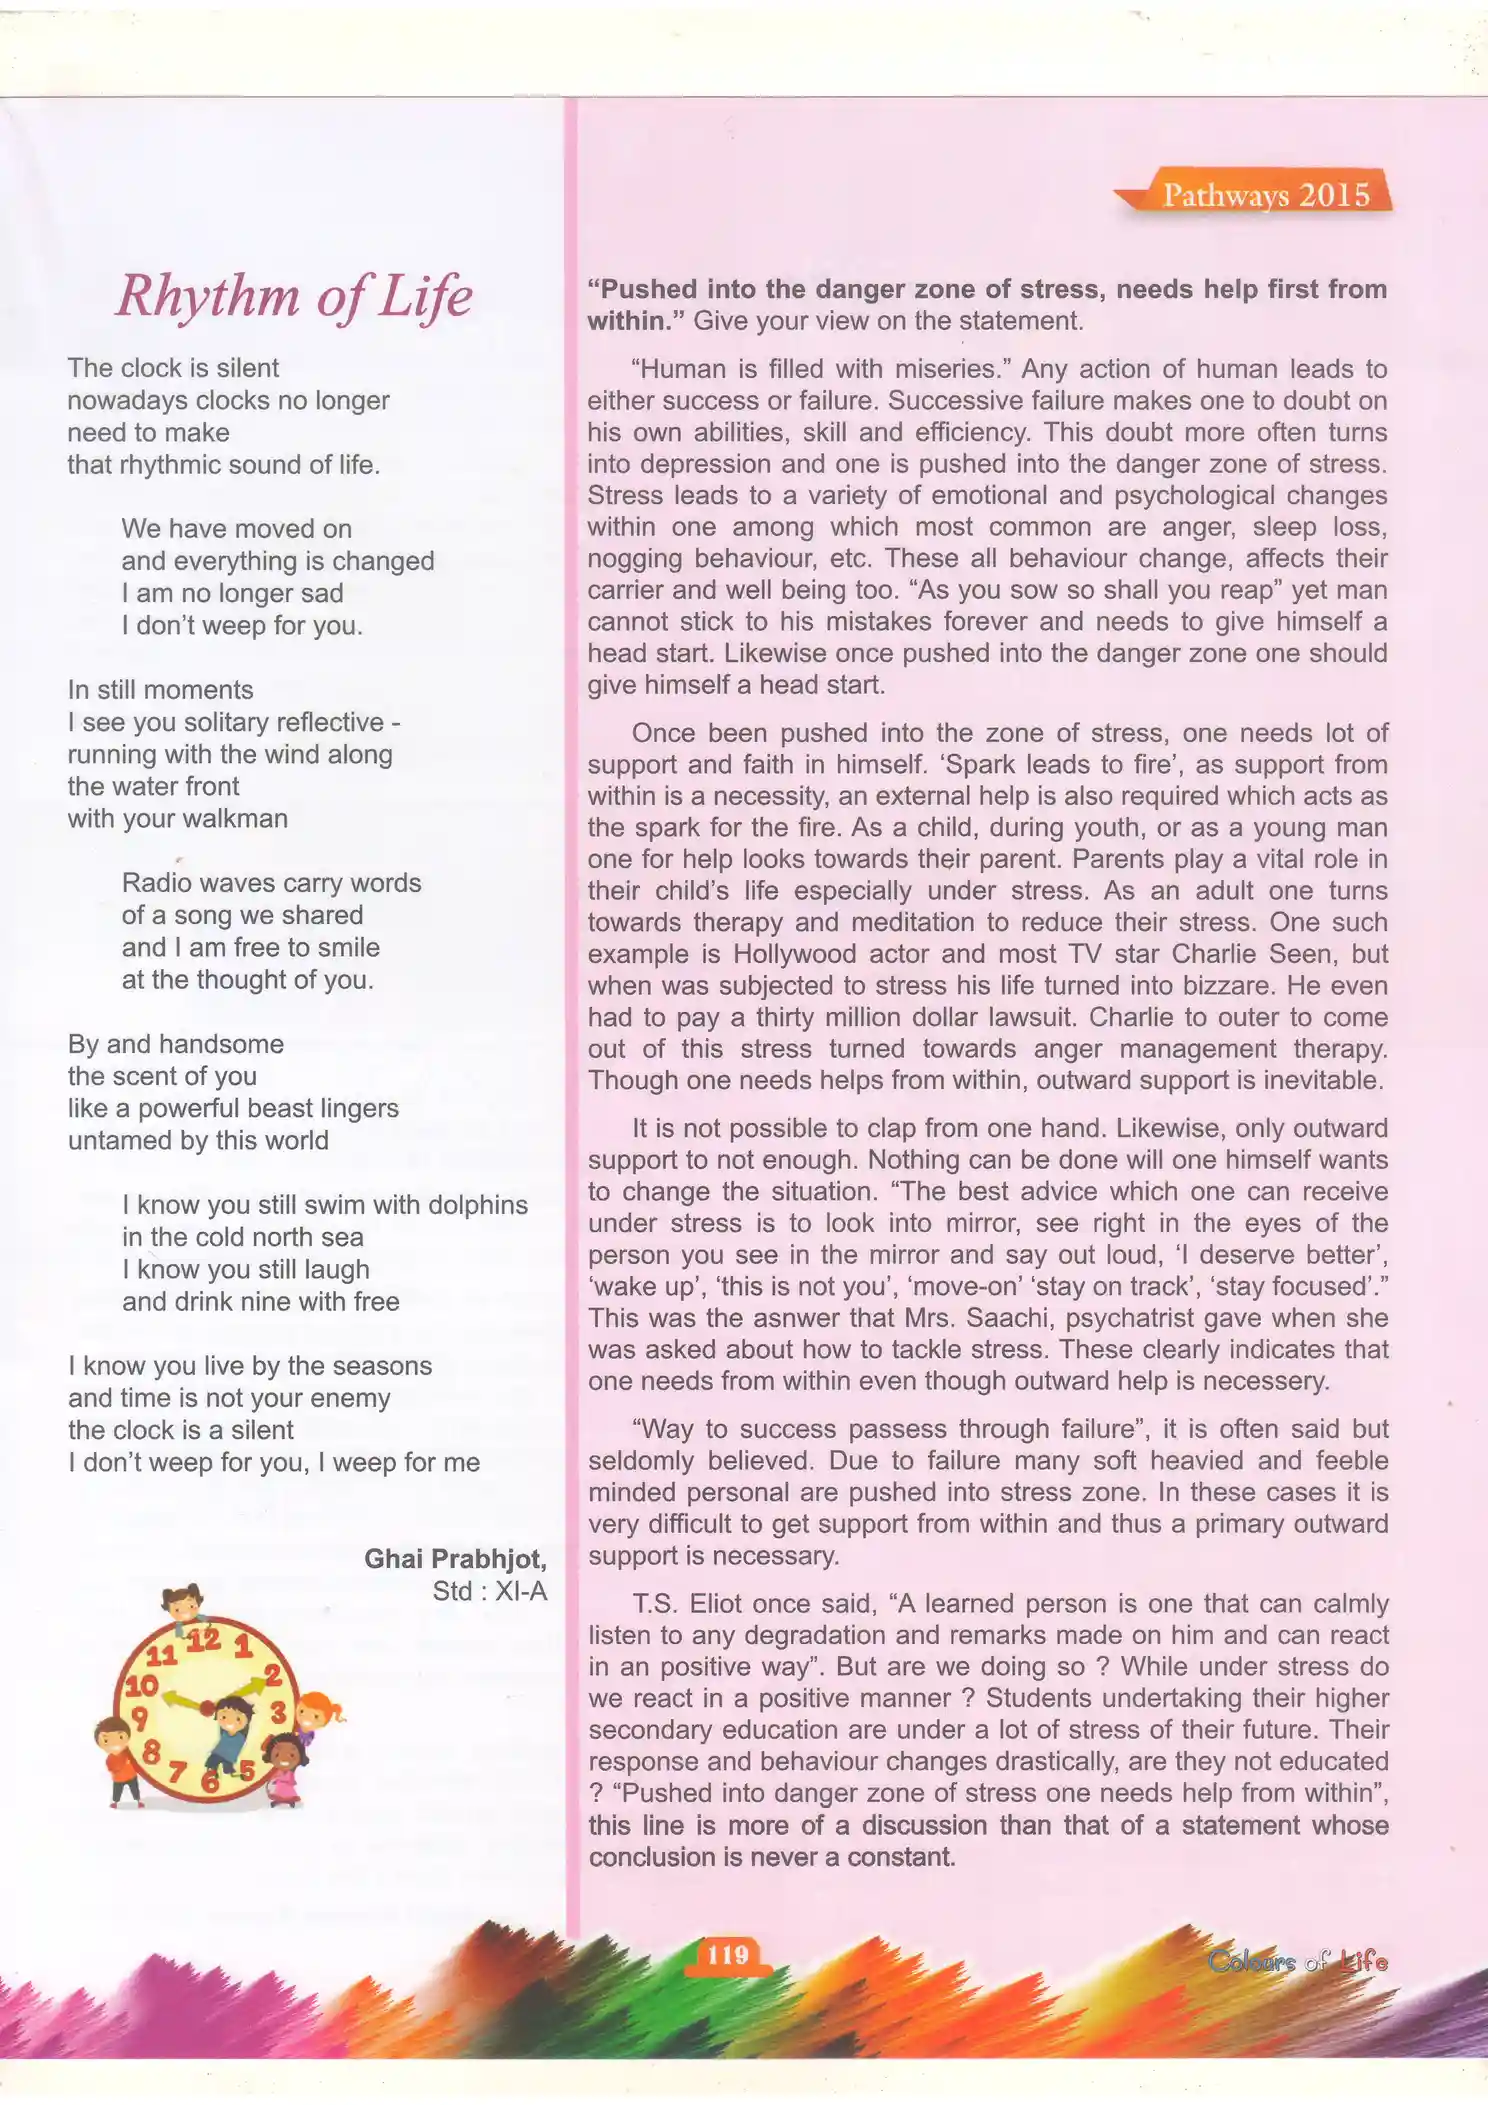 Pathways 2015
Rhythm of Life
The clock is silent
nowadays clocks no longer
need to make
that rhythmic sound of life.
We have moved on
and everything is changed
I am no longer sad
I don't weep for you.
In still moments
I see you solitary reflective -
running with the wind along
the water front
with your walkman
Radio waves carry words
of a song we shared
and I am free to smile
at the thought of you.
By and handsome
the scent of you
like a powerful beast lingers
untamed by this world
I know you still swim with dolphins
in the cold north sea
I know you still laugh
and drink nine with free
I know you live by the seasons
and time is not your enemy
the clock is a silent
I don't weep for you, I weep for me
Ghai Prabhjot,
Std : XI-A
12
1
2
3
5
6
7
8
9
10
11
“Pushed into the danger zone of stress, needs help first from
within.” Give your view on the statement.
“Human is filled with miseries.” Any action of human leads to
either success or failure. Successive failure makes one to doubt on
his own abilities, skill and efficiency. This doubt more often turns
into depression and one is pushed into the danger zone of stress.
Stress leads to a variety of emotional and psychological changes
within one among which most common are anger, sleep loss,
nogging behaviour, etc. These all behaviour change, affects their
carrier and well being too. “As you sow so shall you reap” yet man
cannot stick to his mistakes forever and needs to give himself a
head start. Likewise once pushed into the danger zone one should
give himself a head start.
Once been pushed into the zone of stress, one needs lot of
support and faith in himself. ‘Spark leads to fire’, as support from
within is a necessity, an external help is also required which acts as
the spark for the fire. As a child, during youth, or as a young man
one for help looks towards their parent. Parents play a vital role in
their child’s life especially under stress. As an adult one turns
towards therapy and meditation to reduce their stress. One such
example is Hollywood actor and most TV star Charlie Seen, but
when was subjected to stress his life turned into bizzare. He even
had to pay a thirty million dollar lawsuit. Charlie to outer to come
out of this stress turned towards anger management therapy.
Though one needs helps from within, outward support is inevitable.
It is not possible to clap from one hand. Likewise, only outward
support to not enough. Nothing can be done will one himself wants
to change the situation. “The best advice which one can receive
under stress is to look into mirror, see right in the eyes of the
person you see in the mirror and say out loud, ‘I deserve better’,
‘wake up’, ‘this is not you’, ‘move-on’ ‘stay on track’, ‘stay focused’.”
This was the asnwer that Mrs. Saachi, psychatrist gave when she
was asked about how to tackle stress. These clearly indicates that
one needs from within even though outward help is necessery.
“Way to success passess through failure”, it is often said but
seldomly believed. Due to failure many soft heavied and feeble
minded personal are pushed into stress zone. In these cases it is
very difficult to get support from within and thus a primary outward
support is necessary.
T.S. Eliot once said, “A learned person is one that can calmly
listen to any degradation and remarks made on him and can react
in an positive way”. But are we doing so ? While under stress do
we react in a positive manner ? Students undertaking their higher
secondary education are under a lot of stress of their future. Their
response and behaviour changes drastically, are they not educated
? “Pushed into danger zone of stress one needs help from within”,
this line is more of a discussion than that of a statement whose
conclusion is never a constant.
119
Colours of Life